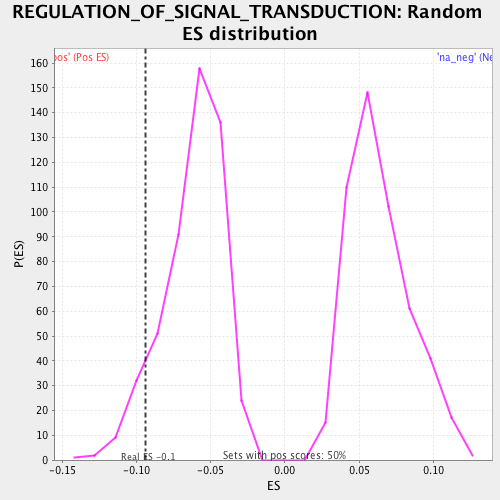 REGULATION_OF_SIGNAL_TRANSDUCTION: Random
ES distribution
pos' (Pos ES)
'na_neg' (Ne
160
150
140
130
120
110
100
90
80
70
60
50
40
30
20
10
0
P(ES)
Real ES -0.1
Sets with pos scores: 50%
-0.15
-0.10
-0.05
0.00
0.05
0.10
ES